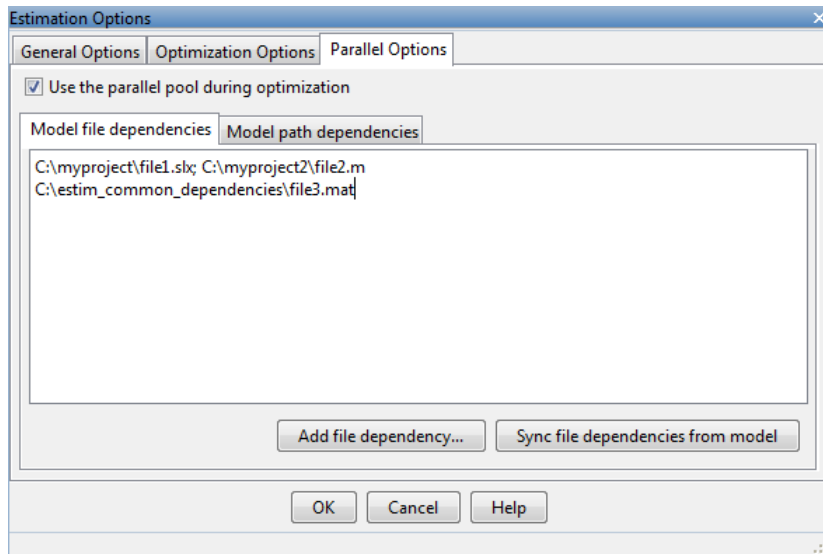 Estimation Options
General Options Optimization Options Parallel Options
Use the parallel pool during optimization
Model file dependencies Model path dependencies
C:\myproject\file1.slx; C:\myproject2\file2.m
C:\estim_common_dependencies\file3.mat
Add file dependency... Sync file dependencies from model
OK Cancel Help